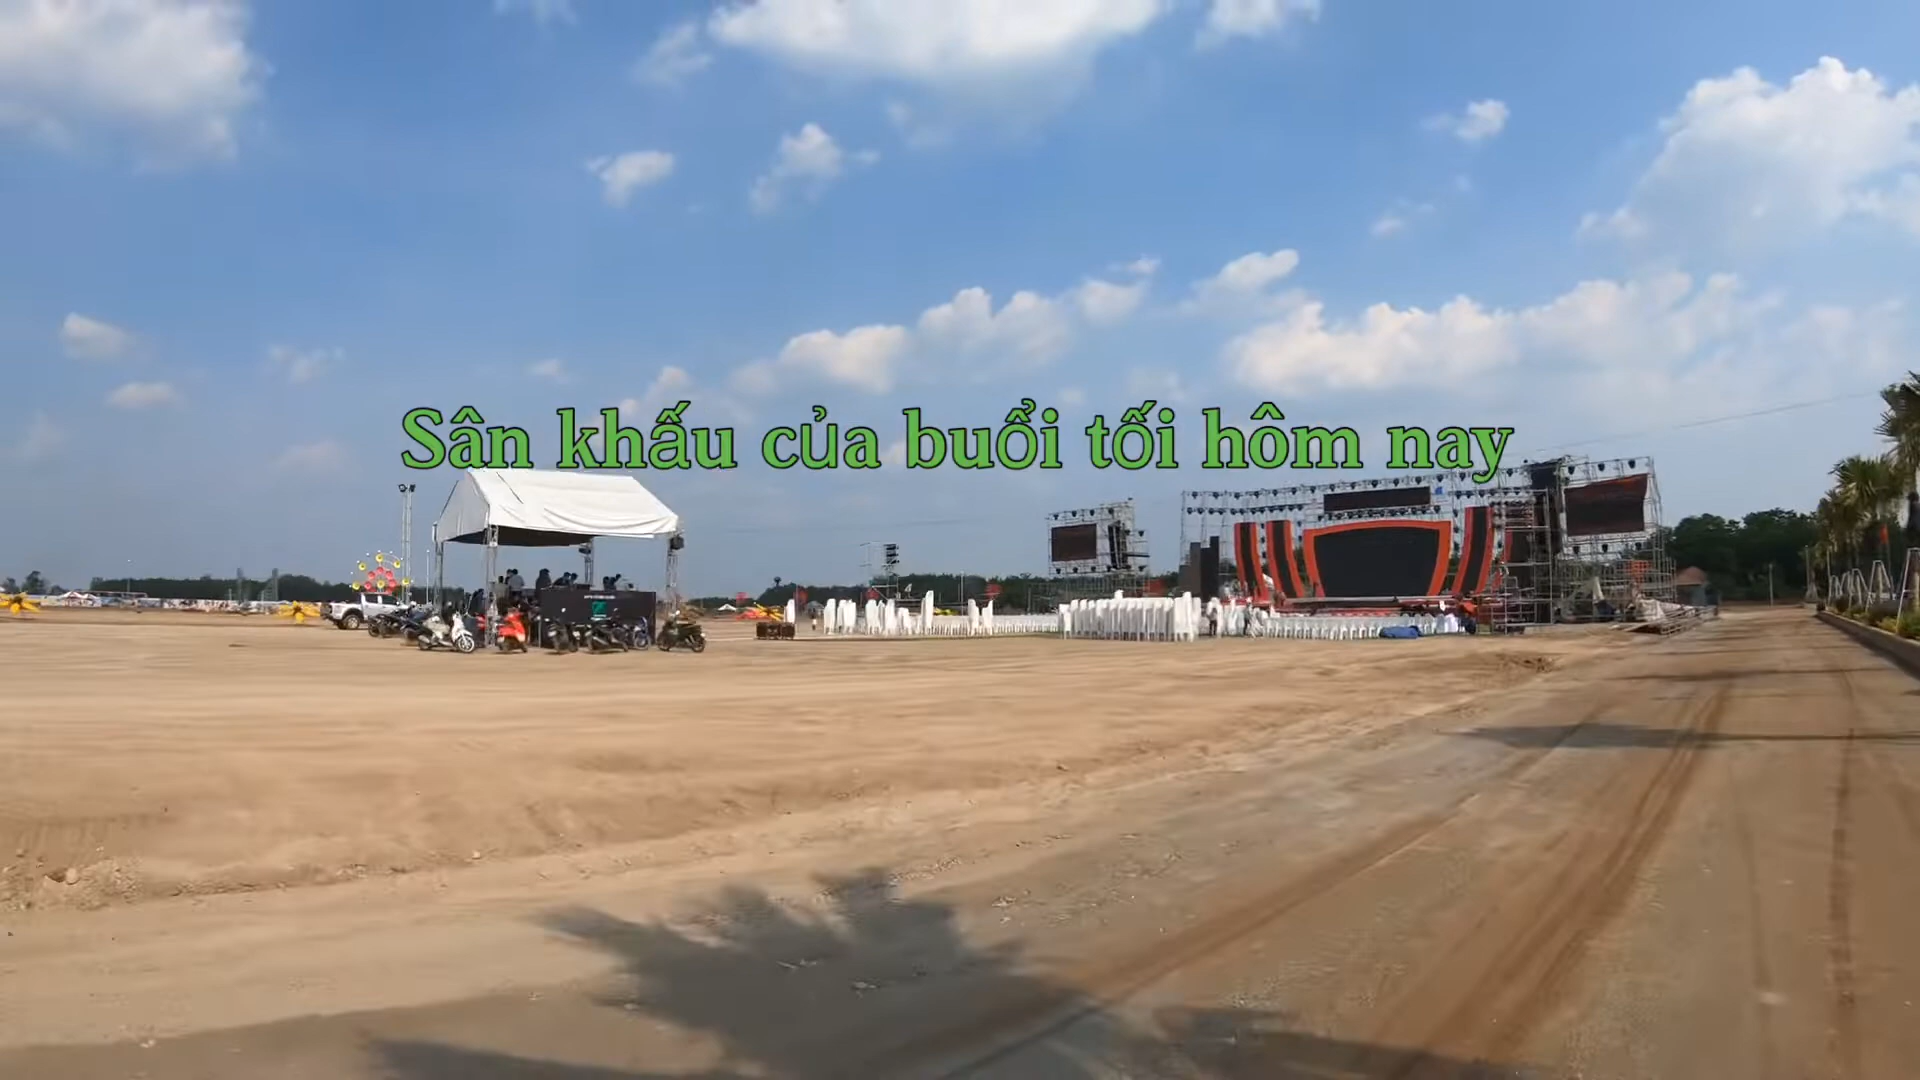 Sân khấu của buổi tối hôm nay